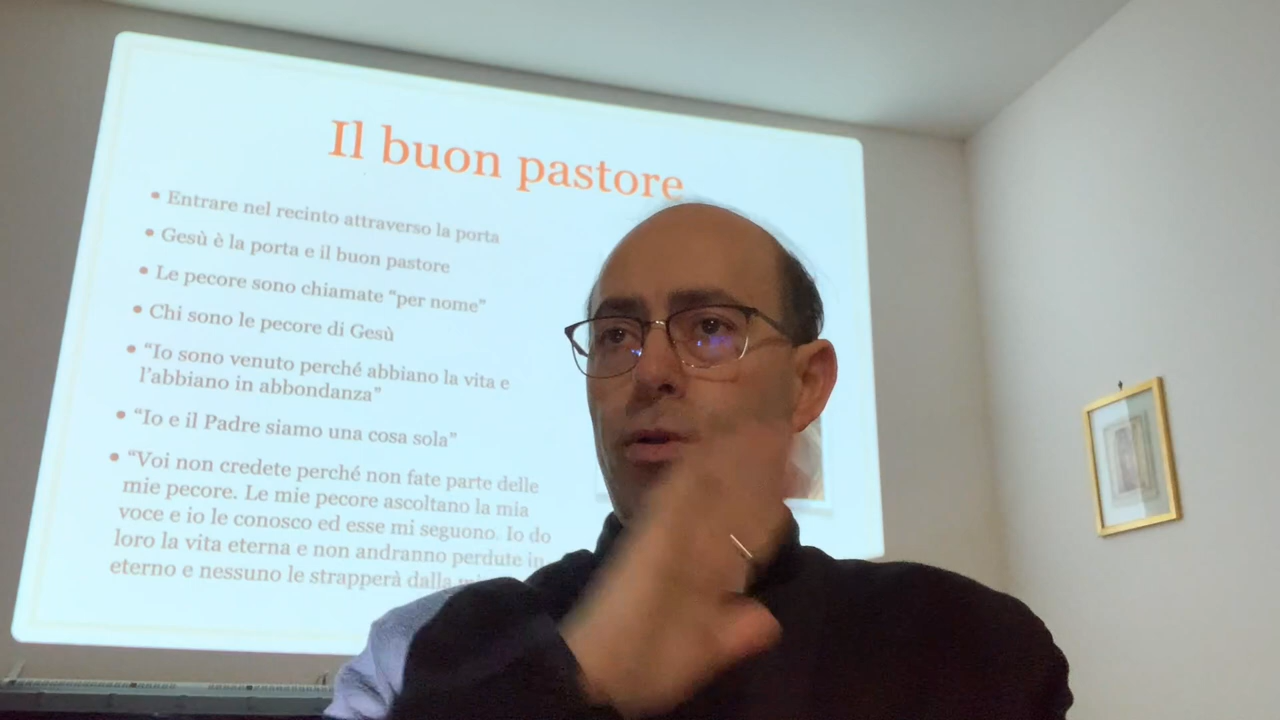 Il buon pastore
• Entrare nel recinto attraverso la porta
• Gesù è la porta e il buon pastore
• Le pecore sono chiamate “per nome”
• Chi sono le pecore di Gesù
• “Io sono venuto perché abbiano la vita e
l’abbiano in abbondanza”
• “Io e il Padre siamo una cosa sola”
• “Voi non credete perché non fate parte delle
mie pecore. Le mie pecore ascoltano la mia
voce e io le conosco ed esse mi seguono. Io do
loro la vita eterna e non andranno perdute in
eterno e nessuno le strapperà dalla